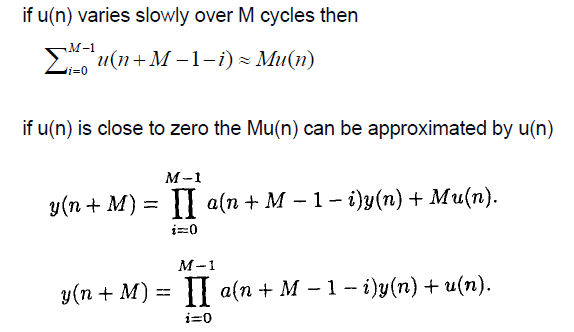 if u(n) varies slowly over M cycles then
∑_{i=0}^{M-1} u(n+M-1-i) ≈ Mu(n)
if u(n) is close to zero the Mu(n) can be approximated by u(n)
y(n + M) = ∏_{i=0}^{M-1} a(n + M - 1 - i)y(n) + Mu(n).
y(n + M) = ∏_{i=0}^{M-1} a(n + M - 1 - i)y(n) + u(n).